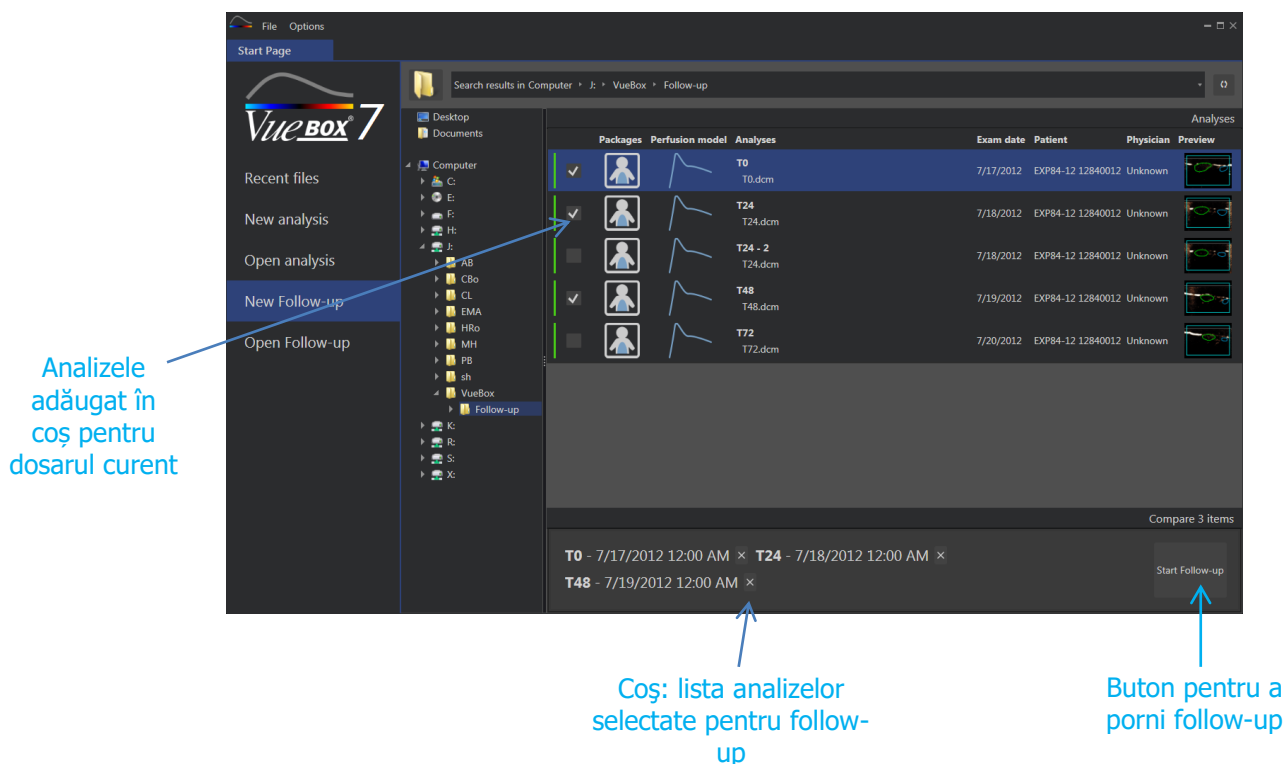 File Options
Start Page
VUEBOX® 7
Recent files
New analysis
Open analysis
New Follow-up
Open Follow-up
Search results in Computer J: VueBox Follow-up
Desktop
Documents
Computer
C:
E:
F:
H:
J:
AB
CBo
CL
EMA
HRo
MH
PB
sh
VueBox
Follow-up
K:
R:
S:
X:
Analyses
Packages Perfusion model Analyses Exam date Patient Physician Preview
T0
T0.dcm
7/17/2012 EXP84-12 12840012 Unknown
T24
T24.dcm
7/18/2012 EXP84-12 12840012 Unknown
T24 - 2
T24.dcm
7/18/2012 EXP84-12 12840012 Unknown
T48
T48.dcm
7/19/2012 EXP84-12 12840012 Unknown
T72
T72.dcm
7/20/2012 EXP84-12 12840012 Unknown
Compare 3 items
T0 - 7/17/2012 12:00 AM × T24 - 7/18/2012 12:00 AM ×
T48 - 7/19/2012 12:00 AM ×
Start Follow-up
Analizele
adăugat în
coș pentru
dosarul curent
Coş: lista analizelor
selectate pentru follow-
up
Buton pentru a
porni follow-up